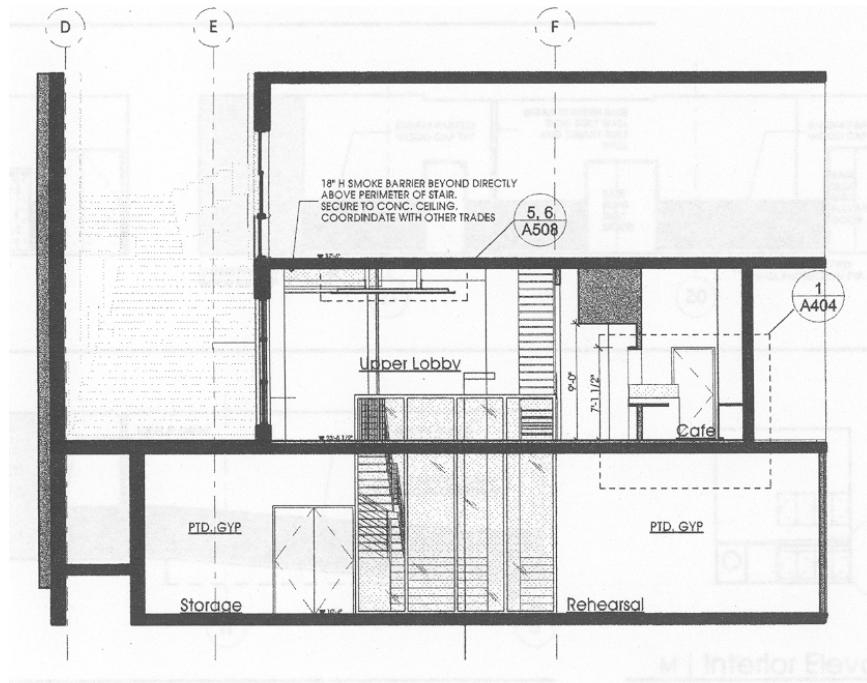 D
E
F
18" H SMOKE BARRIER BEYOND DIRECTLY
ABOVE PERIMETER OF STAIR.
SECURE TO CONC. CEILING.
COORDINDATE WITH OTHER TRADES
5, 6
A508
1
A404
Upper Lobby
9'-0"
7'-1 1/2"
Cafe
PTD. GYP
PTD. GYP
Storage
Rehearsal
M | Interior Eleva